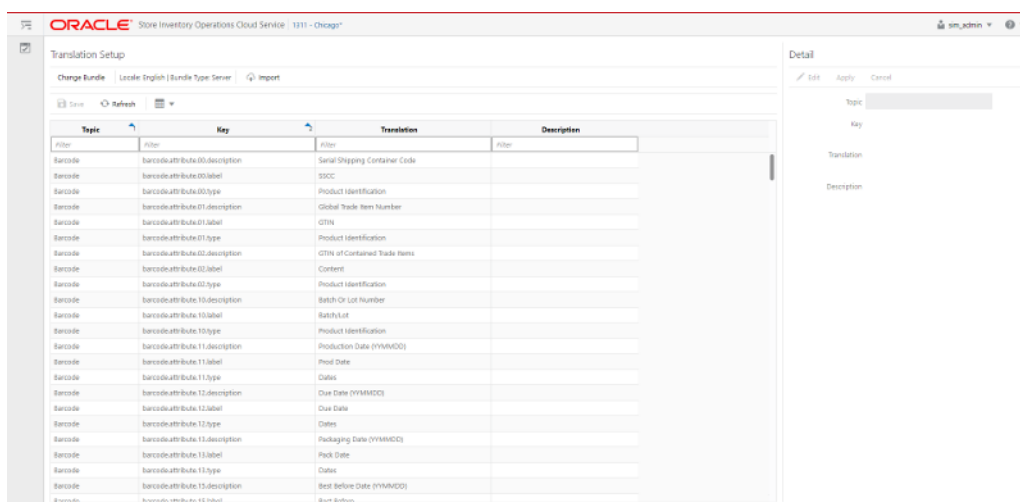 ORACLE® Store Inventory Operations Cloud Service 1311 - Chicago* sim_admin
Translation Setup
Change Bundle Locale: English | Bundle Type: Server Import
Save Refresh
Topic Key Translation Description
Filter Filter Filter Filter
Barcode barcode.attribute.00.description Serial Shipping Container Code
Barcode barcode.attribute.00.label SSCC
Barcode barcode.attribute.00.type Product Identification
Barcode barcode.attribute.01.description Global Trade Item Number
Barcode barcode.attribute.01.label GTIN
Barcode barcode.attribute.01.type Product Identification
Barcode barcode.attribute.02.description GTIN of Contained Trade Items
Barcode barcode.attribute.02.label Content
Barcode barcode.attribute.02.type Product Identification
Barcode barcode.attribute.10.description Batch Or Lot Number
Barcode barcode.attribute.10.label Batch/Lot
Barcode barcode.attribute.10.type Product Identification
Barcode barcode.attribute.11.description Production Date (YYMMDD)
Barcode barcode.attribute.11.label Prod Date
Barcode barcode.attribute.11.type Dates
Barcode barcode.attribute.12.description Due Date (YYMMDD)
Barcode barcode.attribute.12.label Due Date
Barcode barcode.attribute.12.type Dates
Barcode barcode.attribute.13.description Packaging Date (YYMMDD)
Barcode barcode.attribute.13.label Pack Date
Barcode barcode.attribute.13.type Dates
Barcode barcode.attribute.15.description Best Before Date (YYMMDD)
Barcode barcode.attribute.15.label Best Before
Detail
Edit Apply Cancel
Topic
Key
Translation
Description